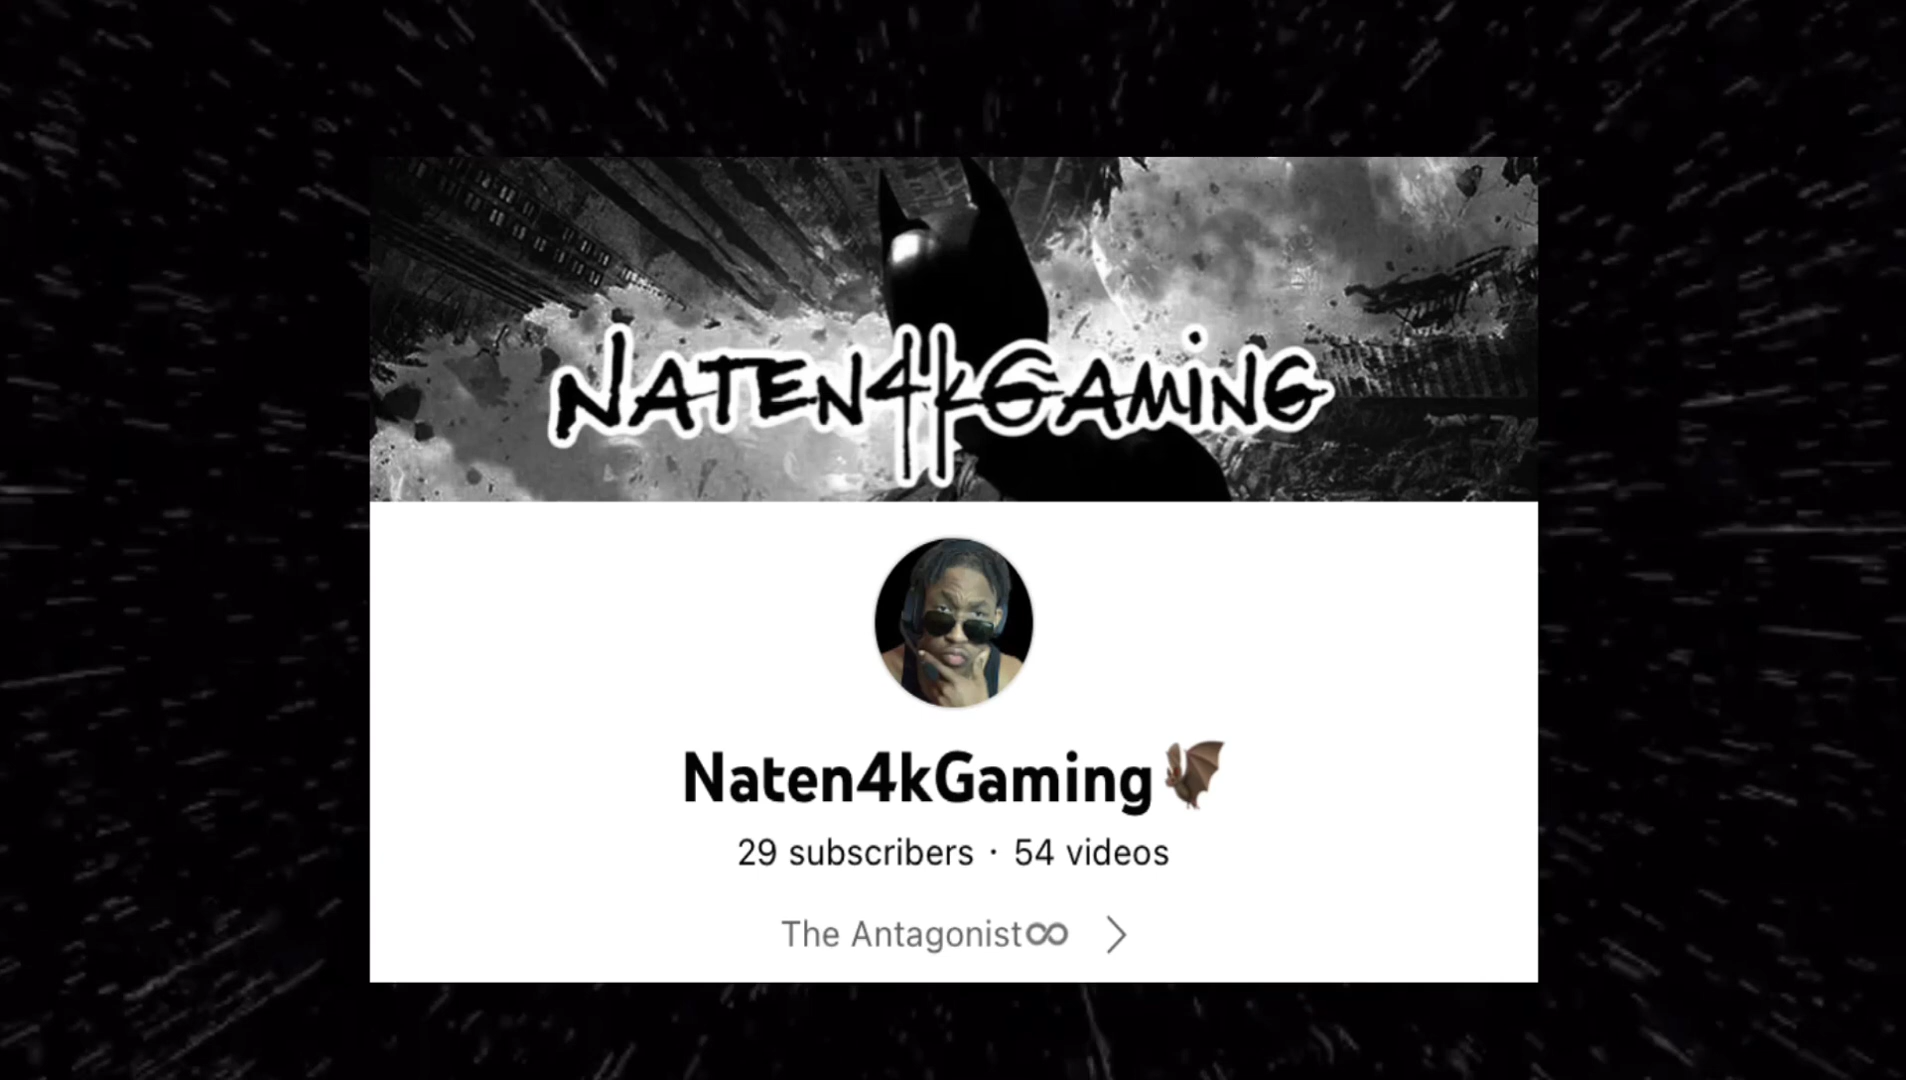 NATEN4KGAMING
Naten4kGaming🦇
29 subscribers · 54 videos
The Antagonist∞ >